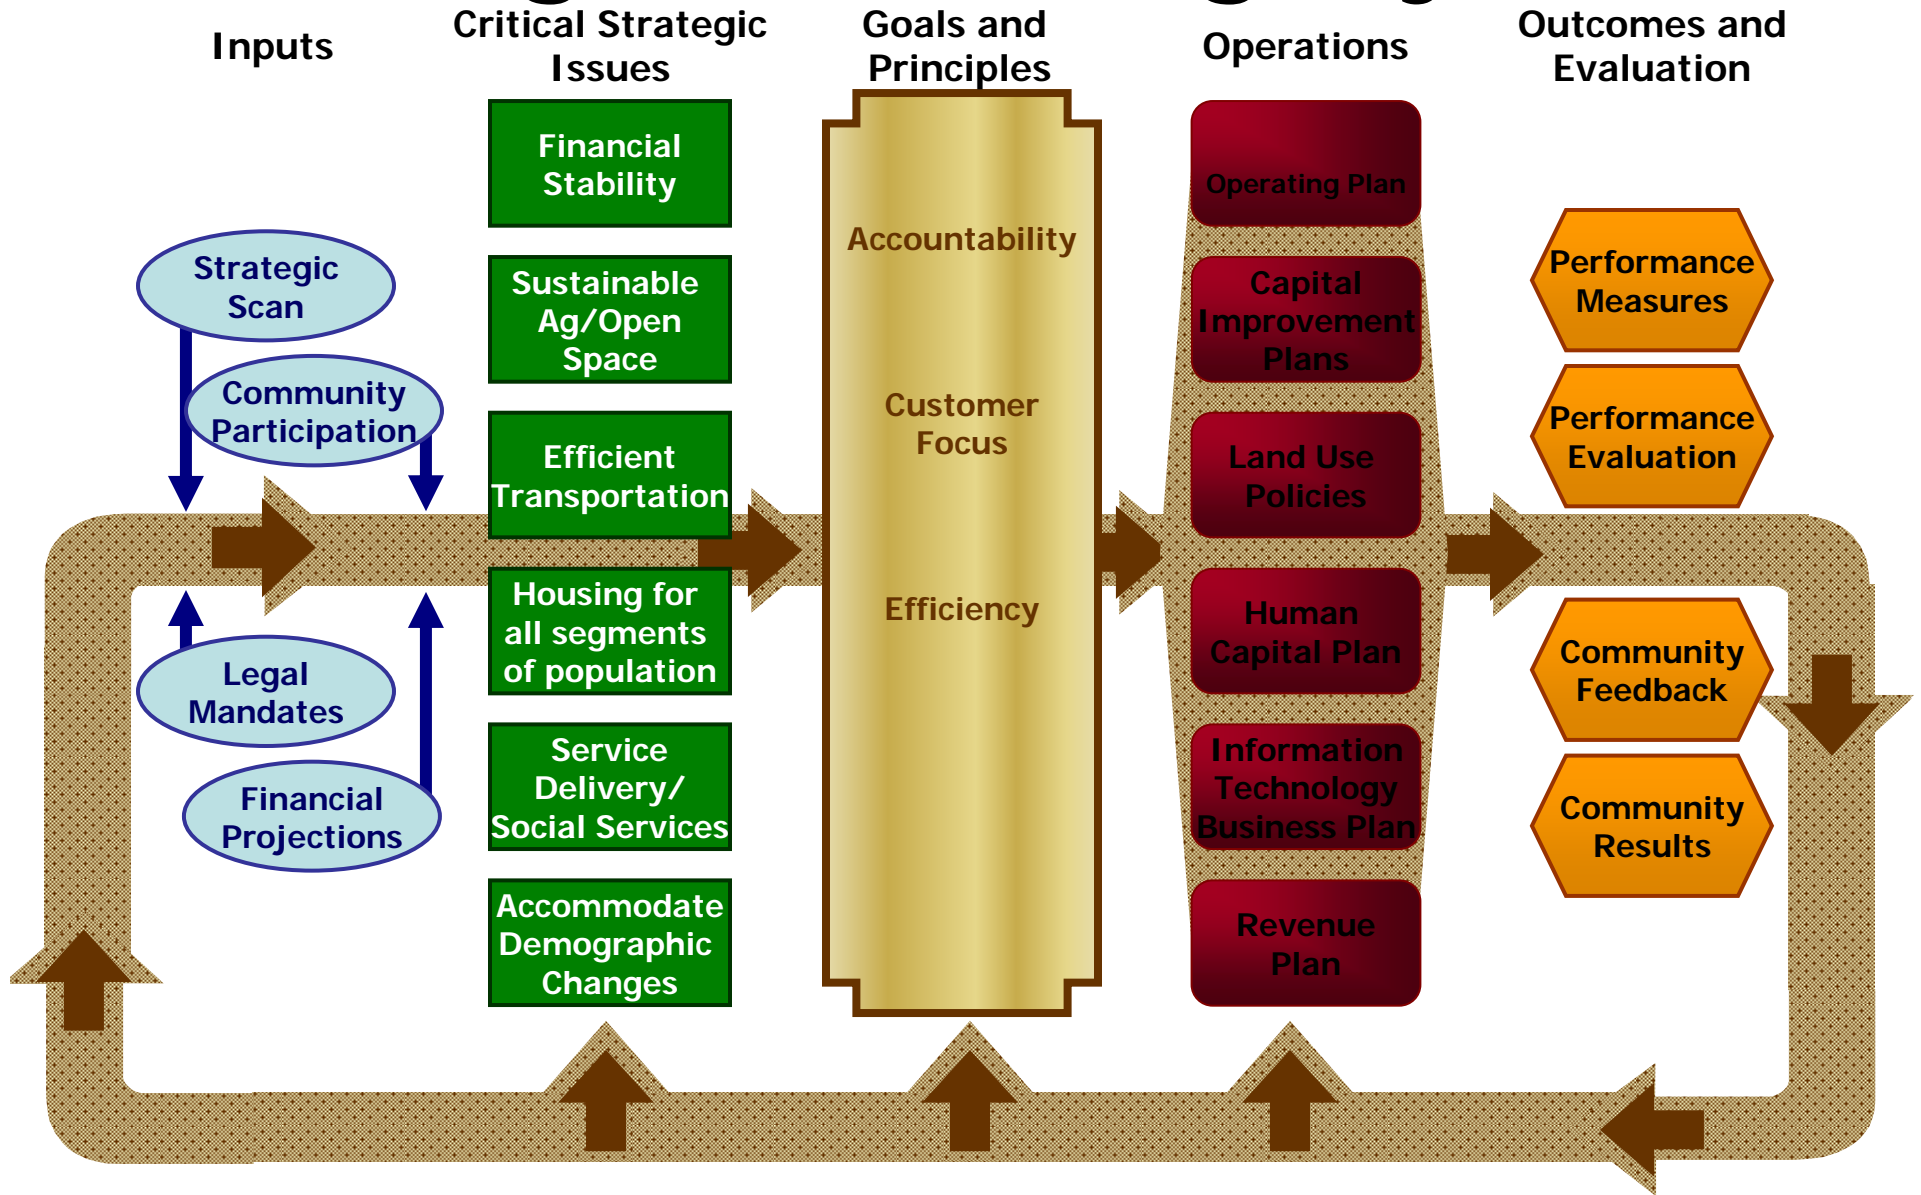 Inputs
Critical Strategic
Issues
Goals and
Principles
Operations
Outcomes and
Evaluation
Strategic
Scan
Community
Participation
Legal
Mandates
Financial
Projections
Financial
Stability
Sustainable
Ag/Open
Space
Efficient
Transportation
Housing for
all segments
of population
Service
Delivery/
Social Services
Accommodate
Demographic
Changes
Accountability
Customer
Focus
Efficiency
Operating Plan
Capital
Improvement
Plans
Land Use
Policies
Human
Capital Plan
Information
Technology
Business Plan
Revenue
Plan
Performance
Measures
Performance
Evaluation
Community
Feedback
Community
Results